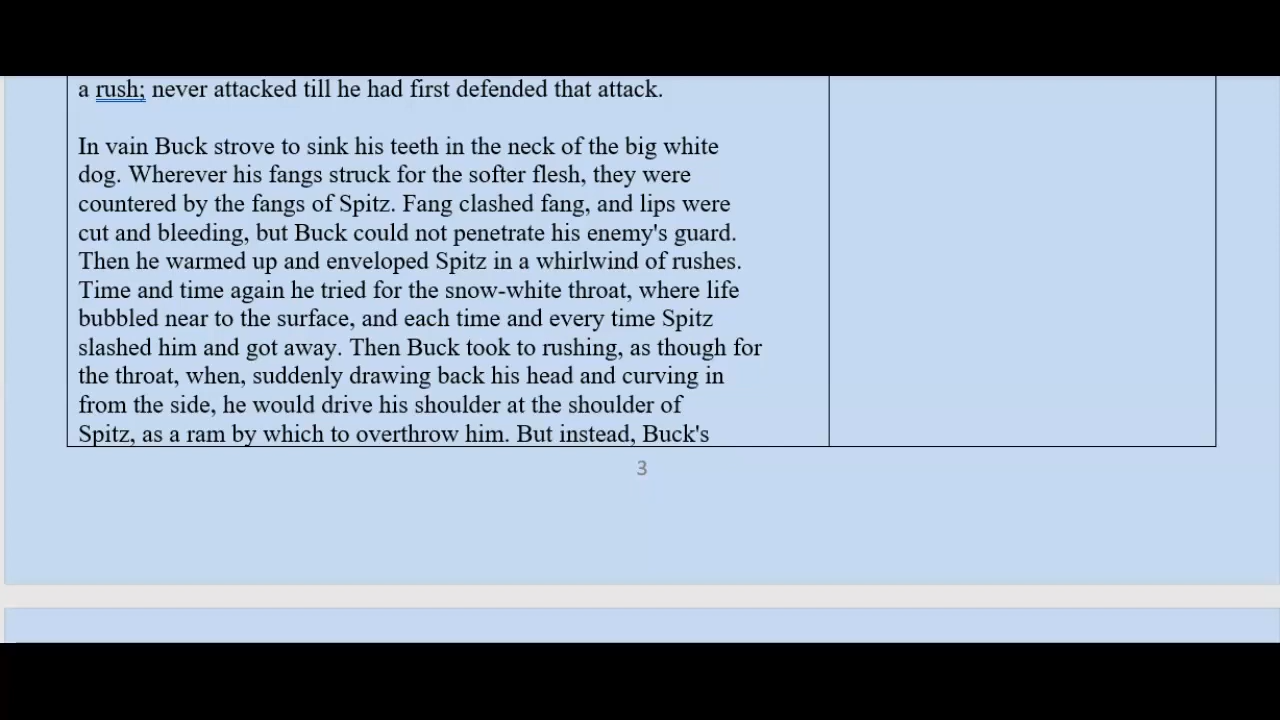 a rush; never attacked till he had first defended that attack.
In vain Buck strove to sink his teeth in the neck of the big white
dog. Wherever his fangs struck for the softer flesh, they were
countered by the fangs of Spitz. Fang clashed fang, and lips were
cut and bleeding, but Buck could not penetrate his enemy's guard.
Then he warmed up and enveloped Spitz in a whirlwind of rushes.
Time and time again he tried for the snow-white throat, where life
bubbled near to the surface, and each time and every time Spitz
slashed him and got away. Then Buck took to rushing, as though for
the throat, when, suddenly drawing back his head and curving in
from the side, he would drive his shoulder at the shoulder of
Spitz, as a ram by which to overthrow him. But instead, Buck's
3